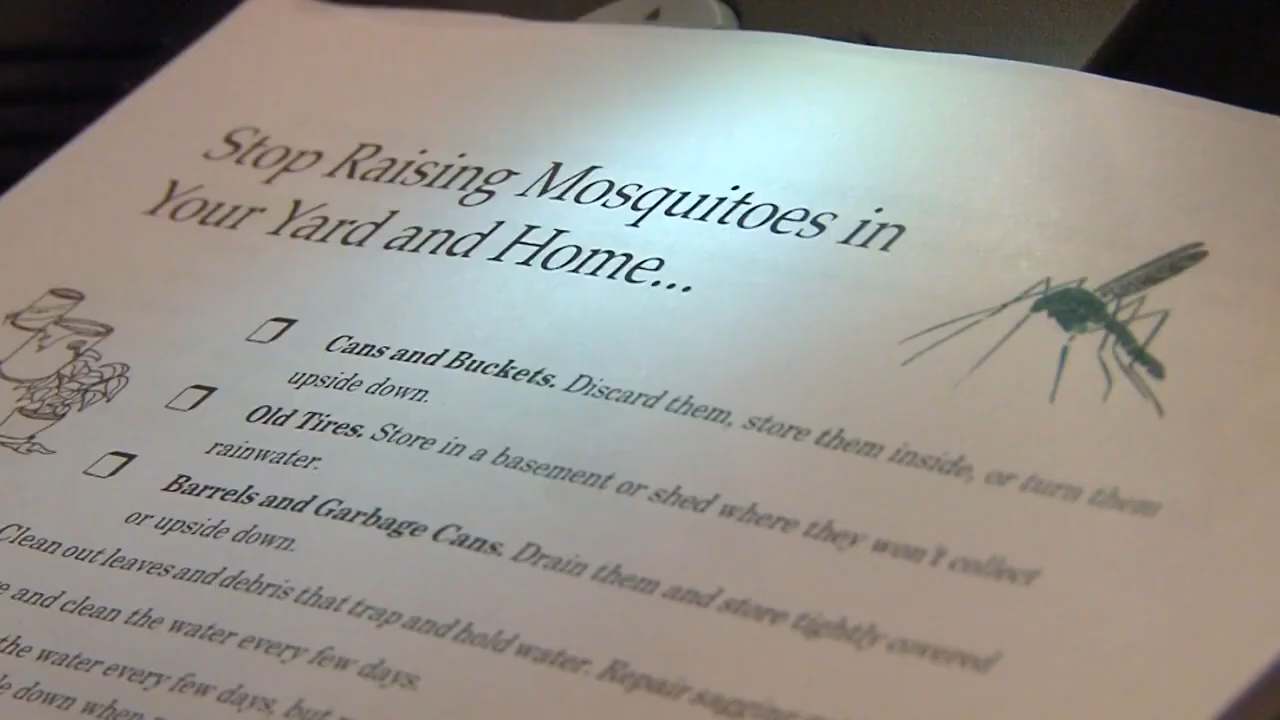 Stop Raising Mosquitoes in
Your Yard and Home...
Cans and Buckets. Discard them, store them inside, or turn them
upside down.
Old Tires. Store in a basement or shed where they won't collect
rainwater.
Barrels and Garbage Cans. Drain them and store tightly covered
or upside down.
Clean out leaves and debris that trap and hold water. Repair sagging
and clean the water every few days.
the water every few days, but
down when